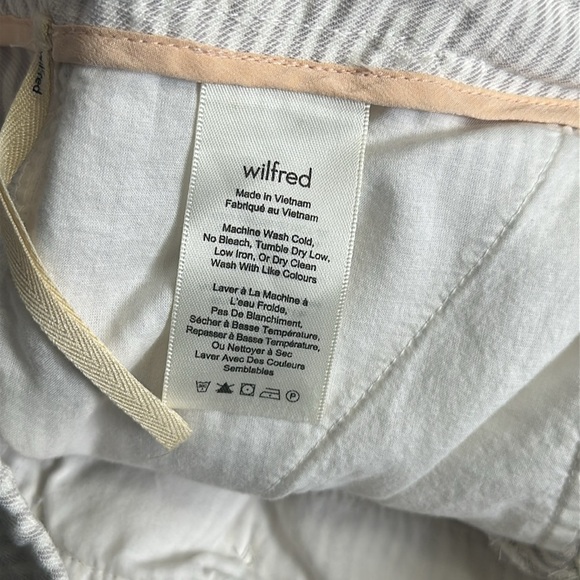 wilfred
wilfred
Made in Vietnam
Fabriqué au Vietnam
Machine Wash Cold,
No Bleach, Tumble Dry Low.
Low Iron, Or Dry Clean
Wash With Like Colours
Laver à La Machine à
L'eau Froide,
Pas De Blanchiment,
Sécher à Basse Température,
Repasser à Basse Température,
Ou Nettoyer à Sec
Laver Avec Des Couleurs
Semblables
P